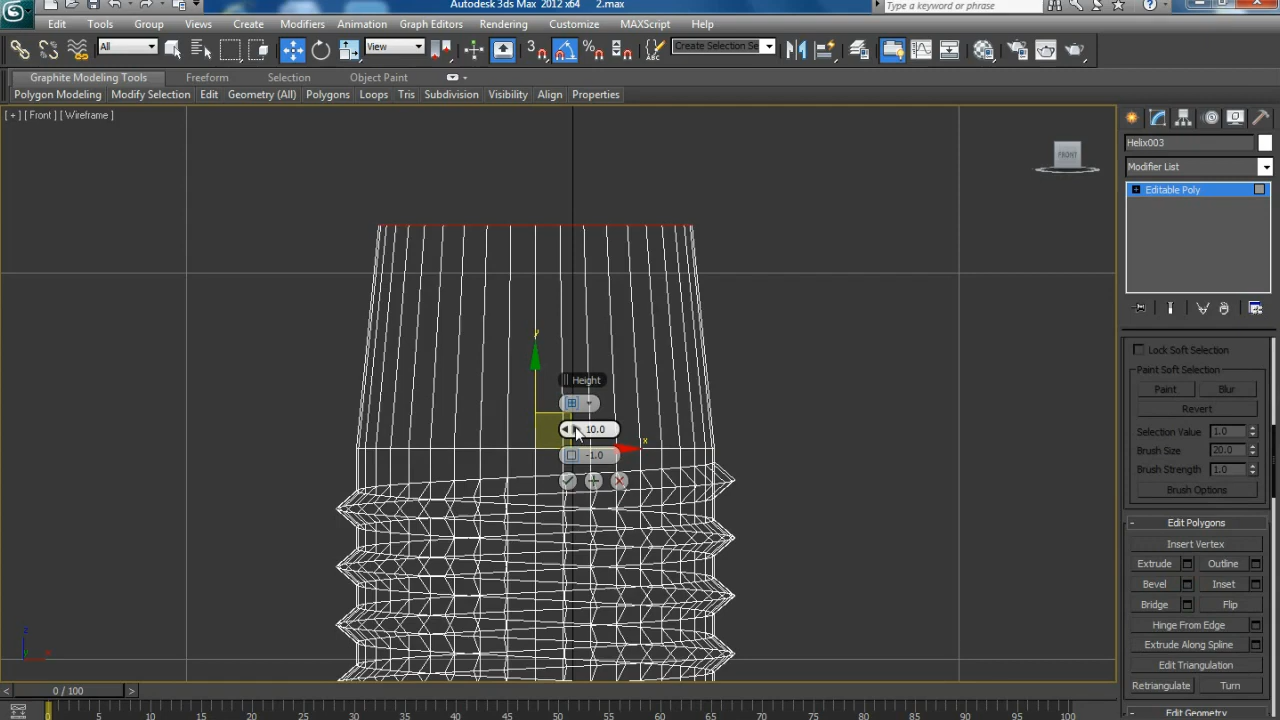 Autodesk 3ds Max 2012 x64 2.max
Type a keyword or phrase
Edit Tools Group Views Create Modifiers Animation Graph Editors Rendering Customize MAXScript Help
All View 3 % Create Selection Se
Graphite Modeling Tools Freeform Selection Object Paint
Polygon Modeling Modify Selection Edit Geometry (All) Polygons Loops Tris Subdivision Visibility Align Properties
[ + ] [ Front ] [ Wireframe ]
FRONT
Helix003
Modifier List
Editable Poly
y
Height
10.0
x
-1.0
z
x
Lock Soft Selection
Paint Soft Selection
Paint Blur
Revert
Selection Value 1.0
Brush Size 20.0
Brush Strength 1.0
Brush Options
- Edit Polygons
Insert Vertex
Extrude Outline
Bevel Inset
Bridge Flip
Hinge From Edge
Extrude Along Spline
Edit Triangulation
Retriangulate Turn
- Edit Geometry
< 0 / 100 >
0 5 10 15 20 25 30 35 40 45 50 55 60 65 70 75 80 85 90 95 100